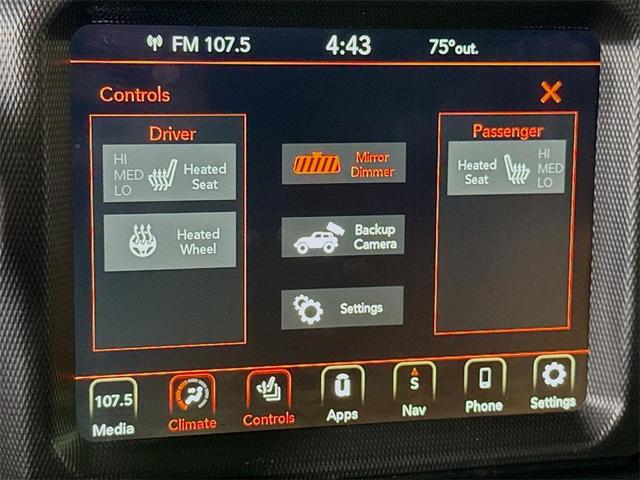 FM 107.5 4:43 75°out.
Controls
Driver
HI
MED
LO
Heated
Seat
Heated
Wheel
Mirror
Dimmer
Backup
Camera
Settings
Passenger
Heated
Seat
HI
MED
LO
107.5
Media
Climate
Controls
Apps
S
Nav
Phone
Settings